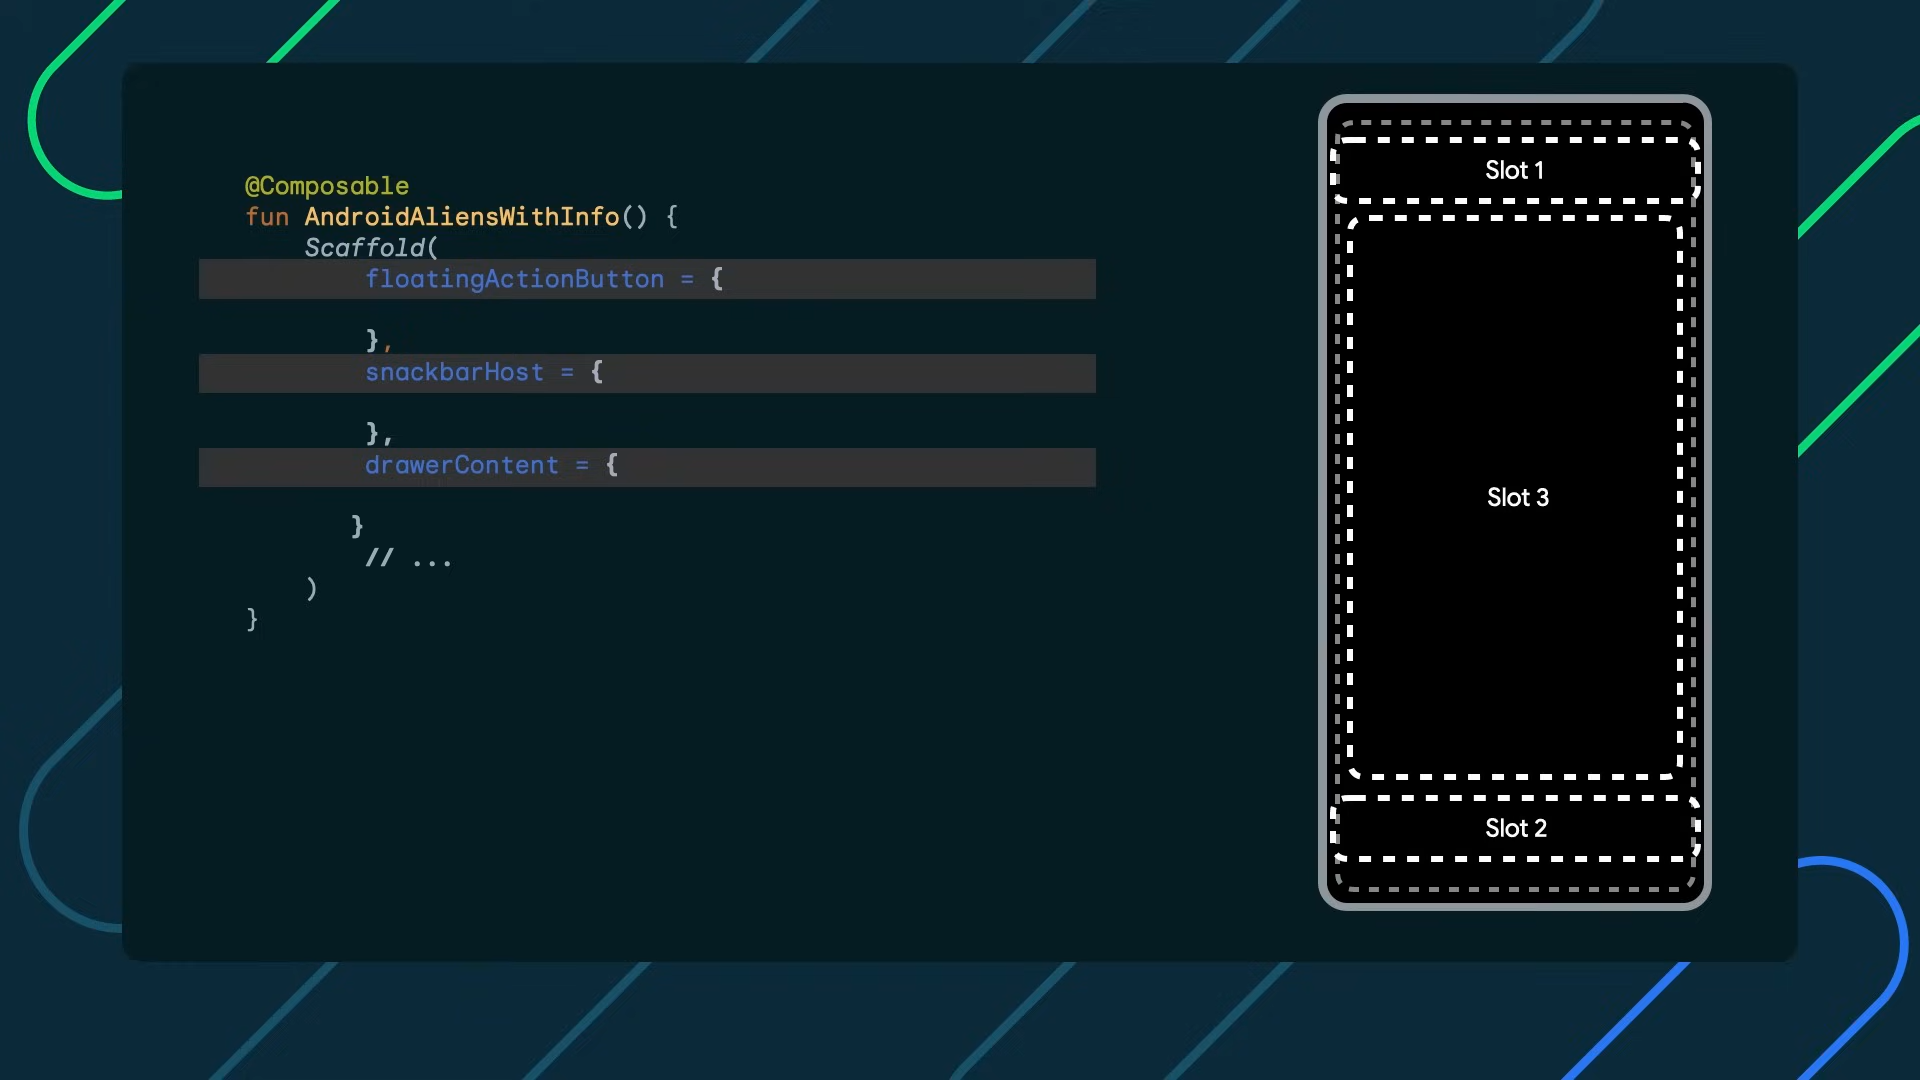 @Composable
fun AndroidAliensWithInfo() {
    Scaffold(
        floatingActionButton = {
        },
        snackbarHost = {
        },
        drawerContent = {
       }
        // ...
    )
}
Slot 1
Slot 3
Slot 2